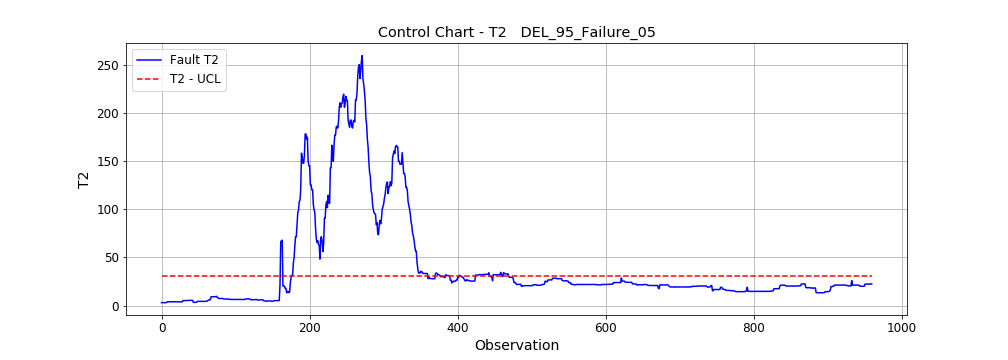 Control Chart - T2   DEL_95_Failure_05
Fault T2
T2 - UCL
250
200
150
100
50
0
T2
0 200 400 600 800 1000
Observation